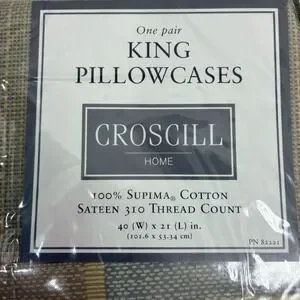 One pair
KING
PILLOWCASES
CROSCILL
HOME
100% SUPIMA® COTTON
SATEEN 310 THREAD COUNT
40 (W) X 21 (L) in.
(101.6 x 53.34 cm)
PN 82221